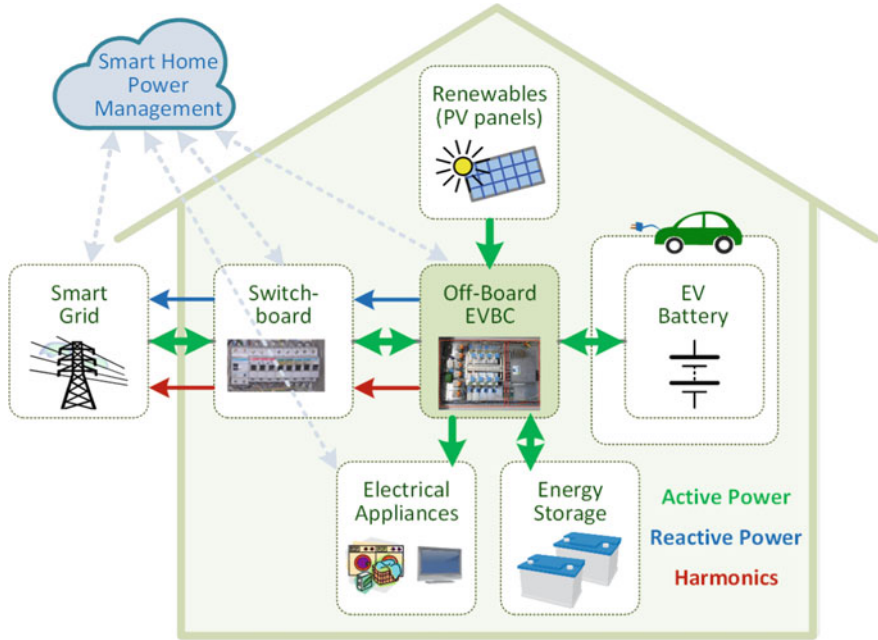 Smart Home
Power
Management
Renewables
(PV panels)
Smart
Grid
Switch-
board
Off-Board
EVBC
EV
Battery
Electrical
Appliances
Energy
Storage
Active Power
Reactive Power
Harmonics